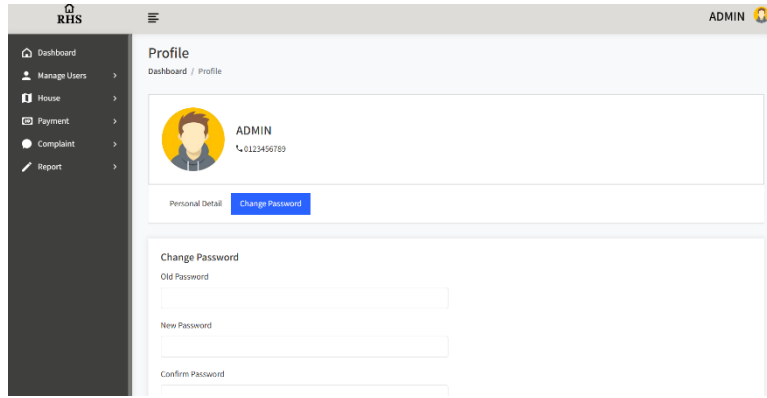 RHS
ADMIN
Dashboard
Manage Users
House
Payment
Complaint
Report
Profile
Dashboard / Profile
ADMIN
0123456789
Personal Detail Change Password
Change Password
Old Password
New Password
Confirm Password